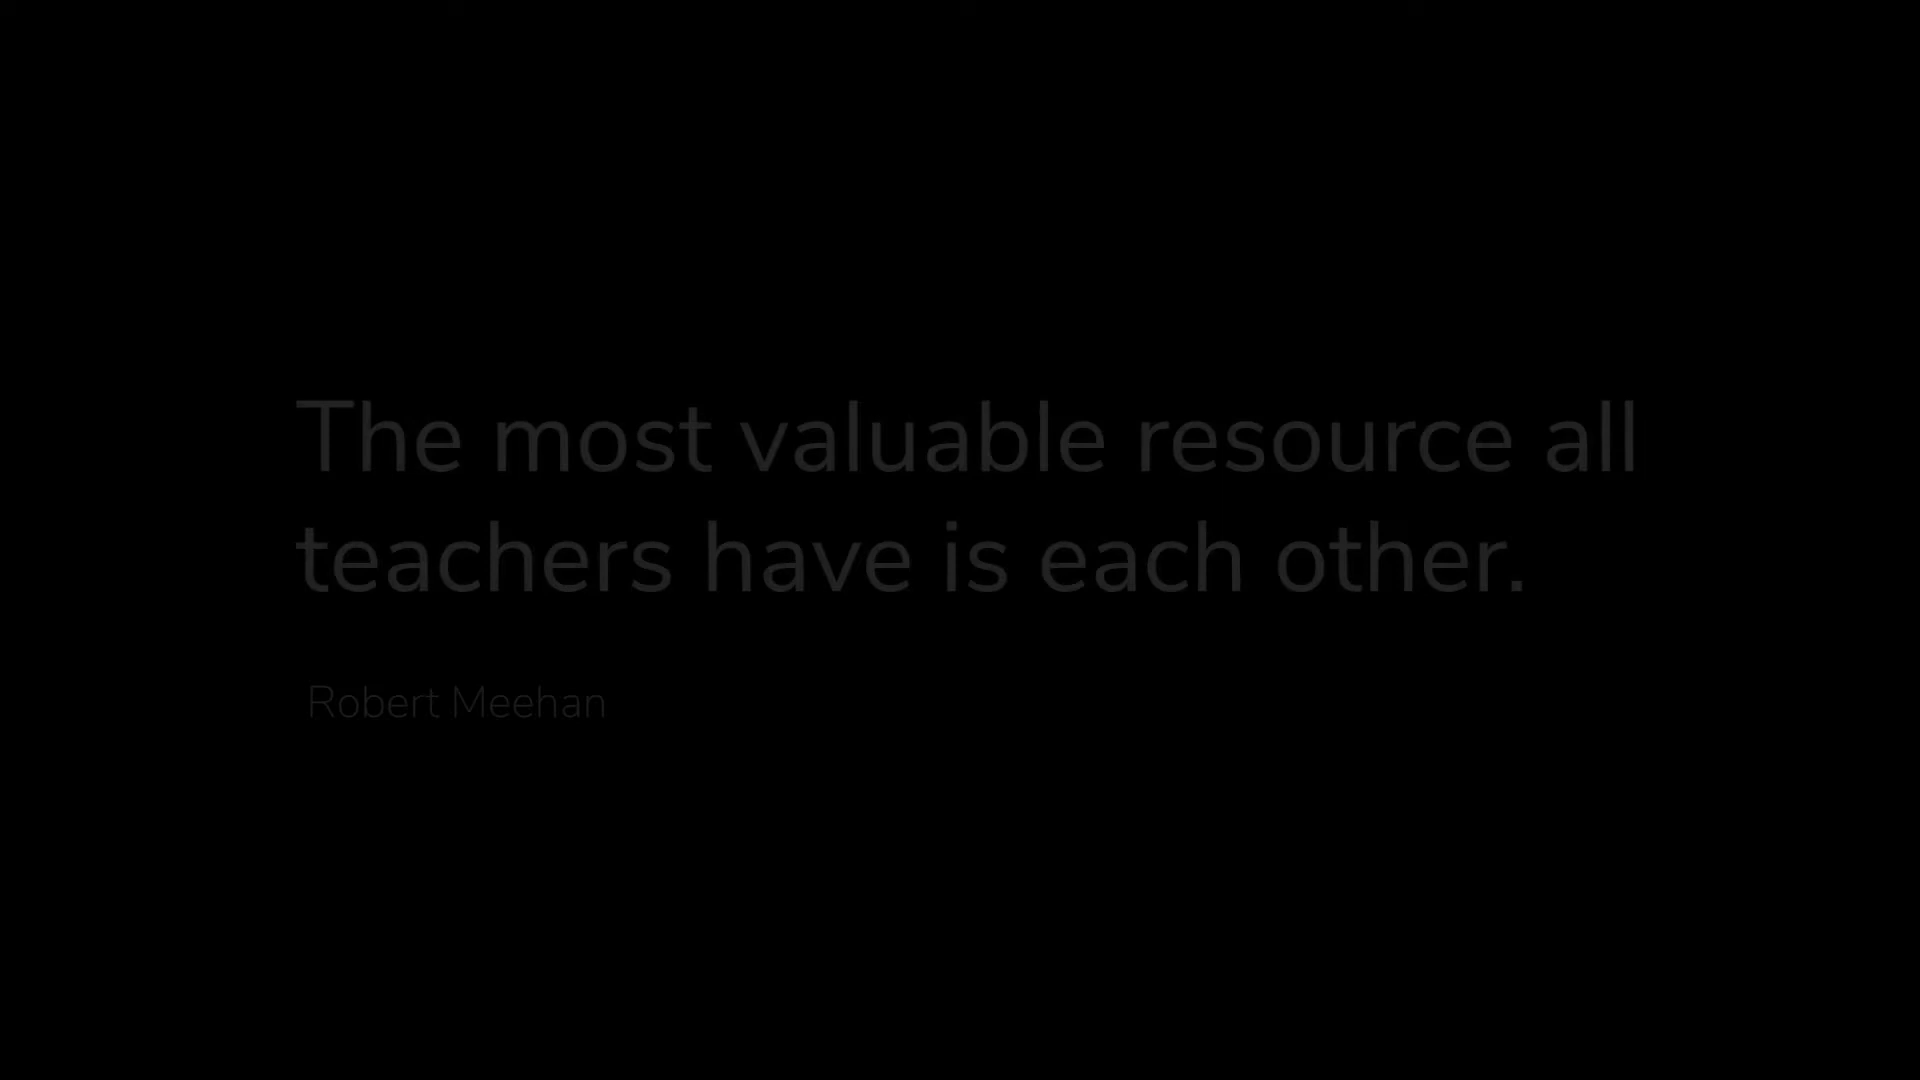 The most valuable resource all
teachers have is each other.
Robert Meehan